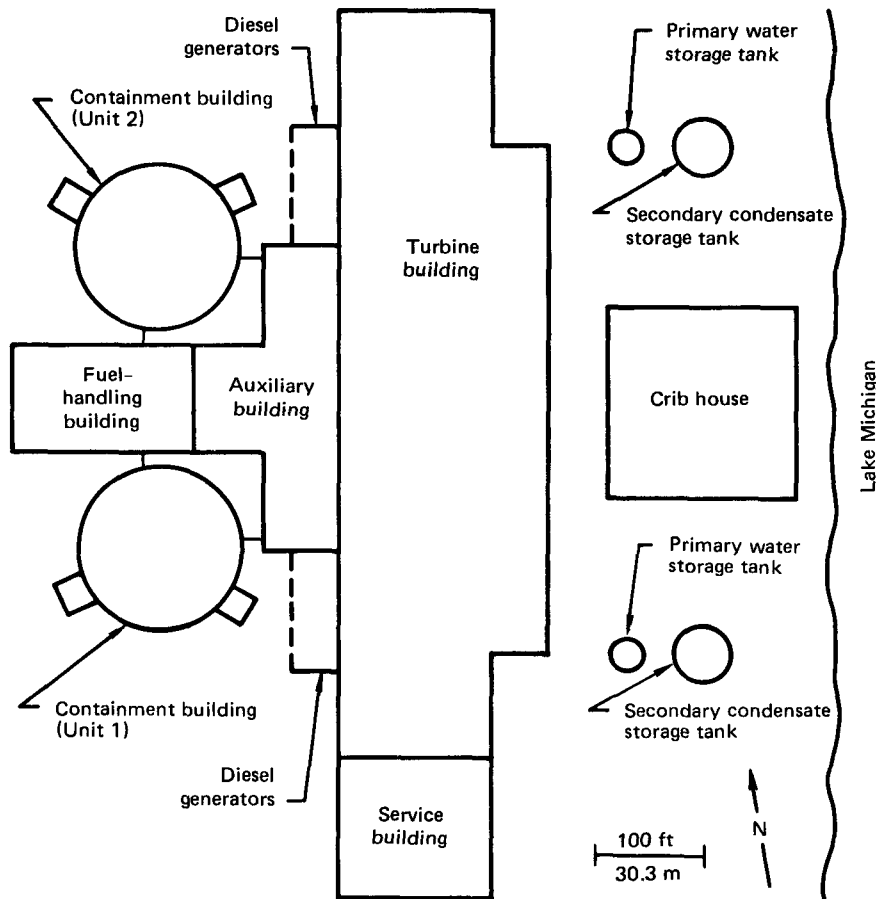 Diesel
generators
Primary water
storage tank
Containment building
(Unit 2)
Secondary condensate
storage tank
Turbine
building
Fuel-
handling
building
Auxiliary
building
Crib house
Lake Michigan
Primary water
storage tank
Containment building
(Unit 1)
Secondary condensate
storage tank
Diesel
generators
Service
building
100 ft
30.3 m
N